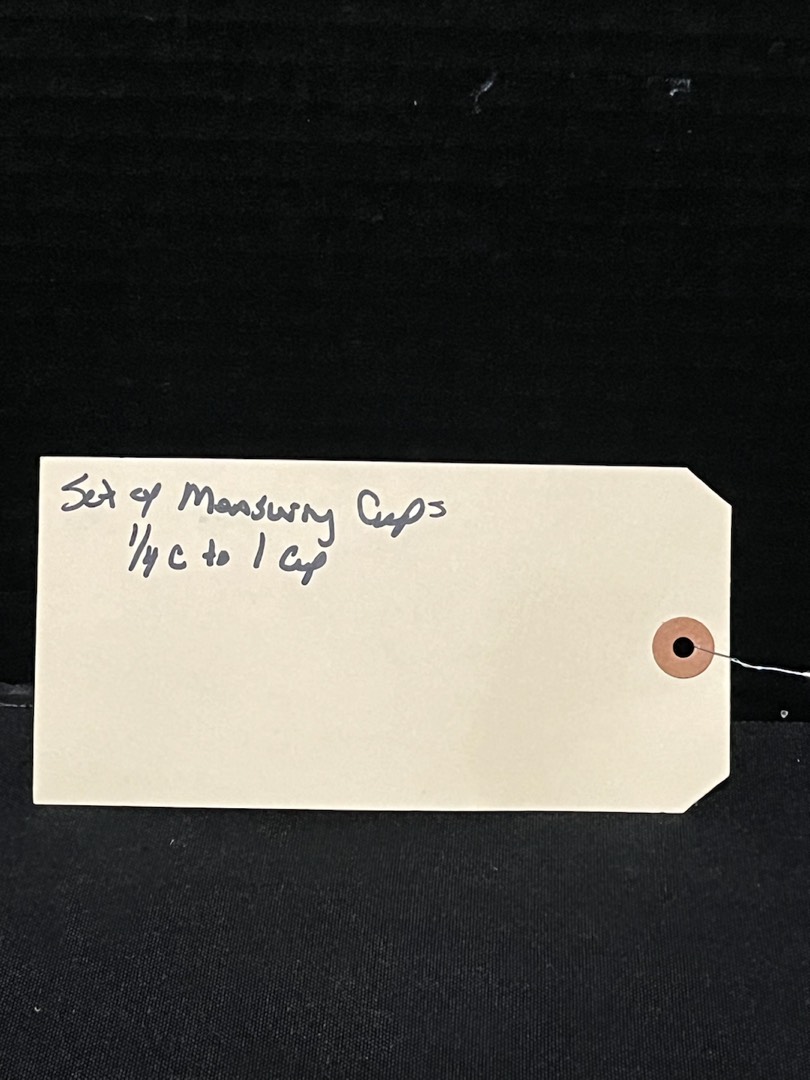 Set of Measuring Cups
1/4 C to 1 Cup